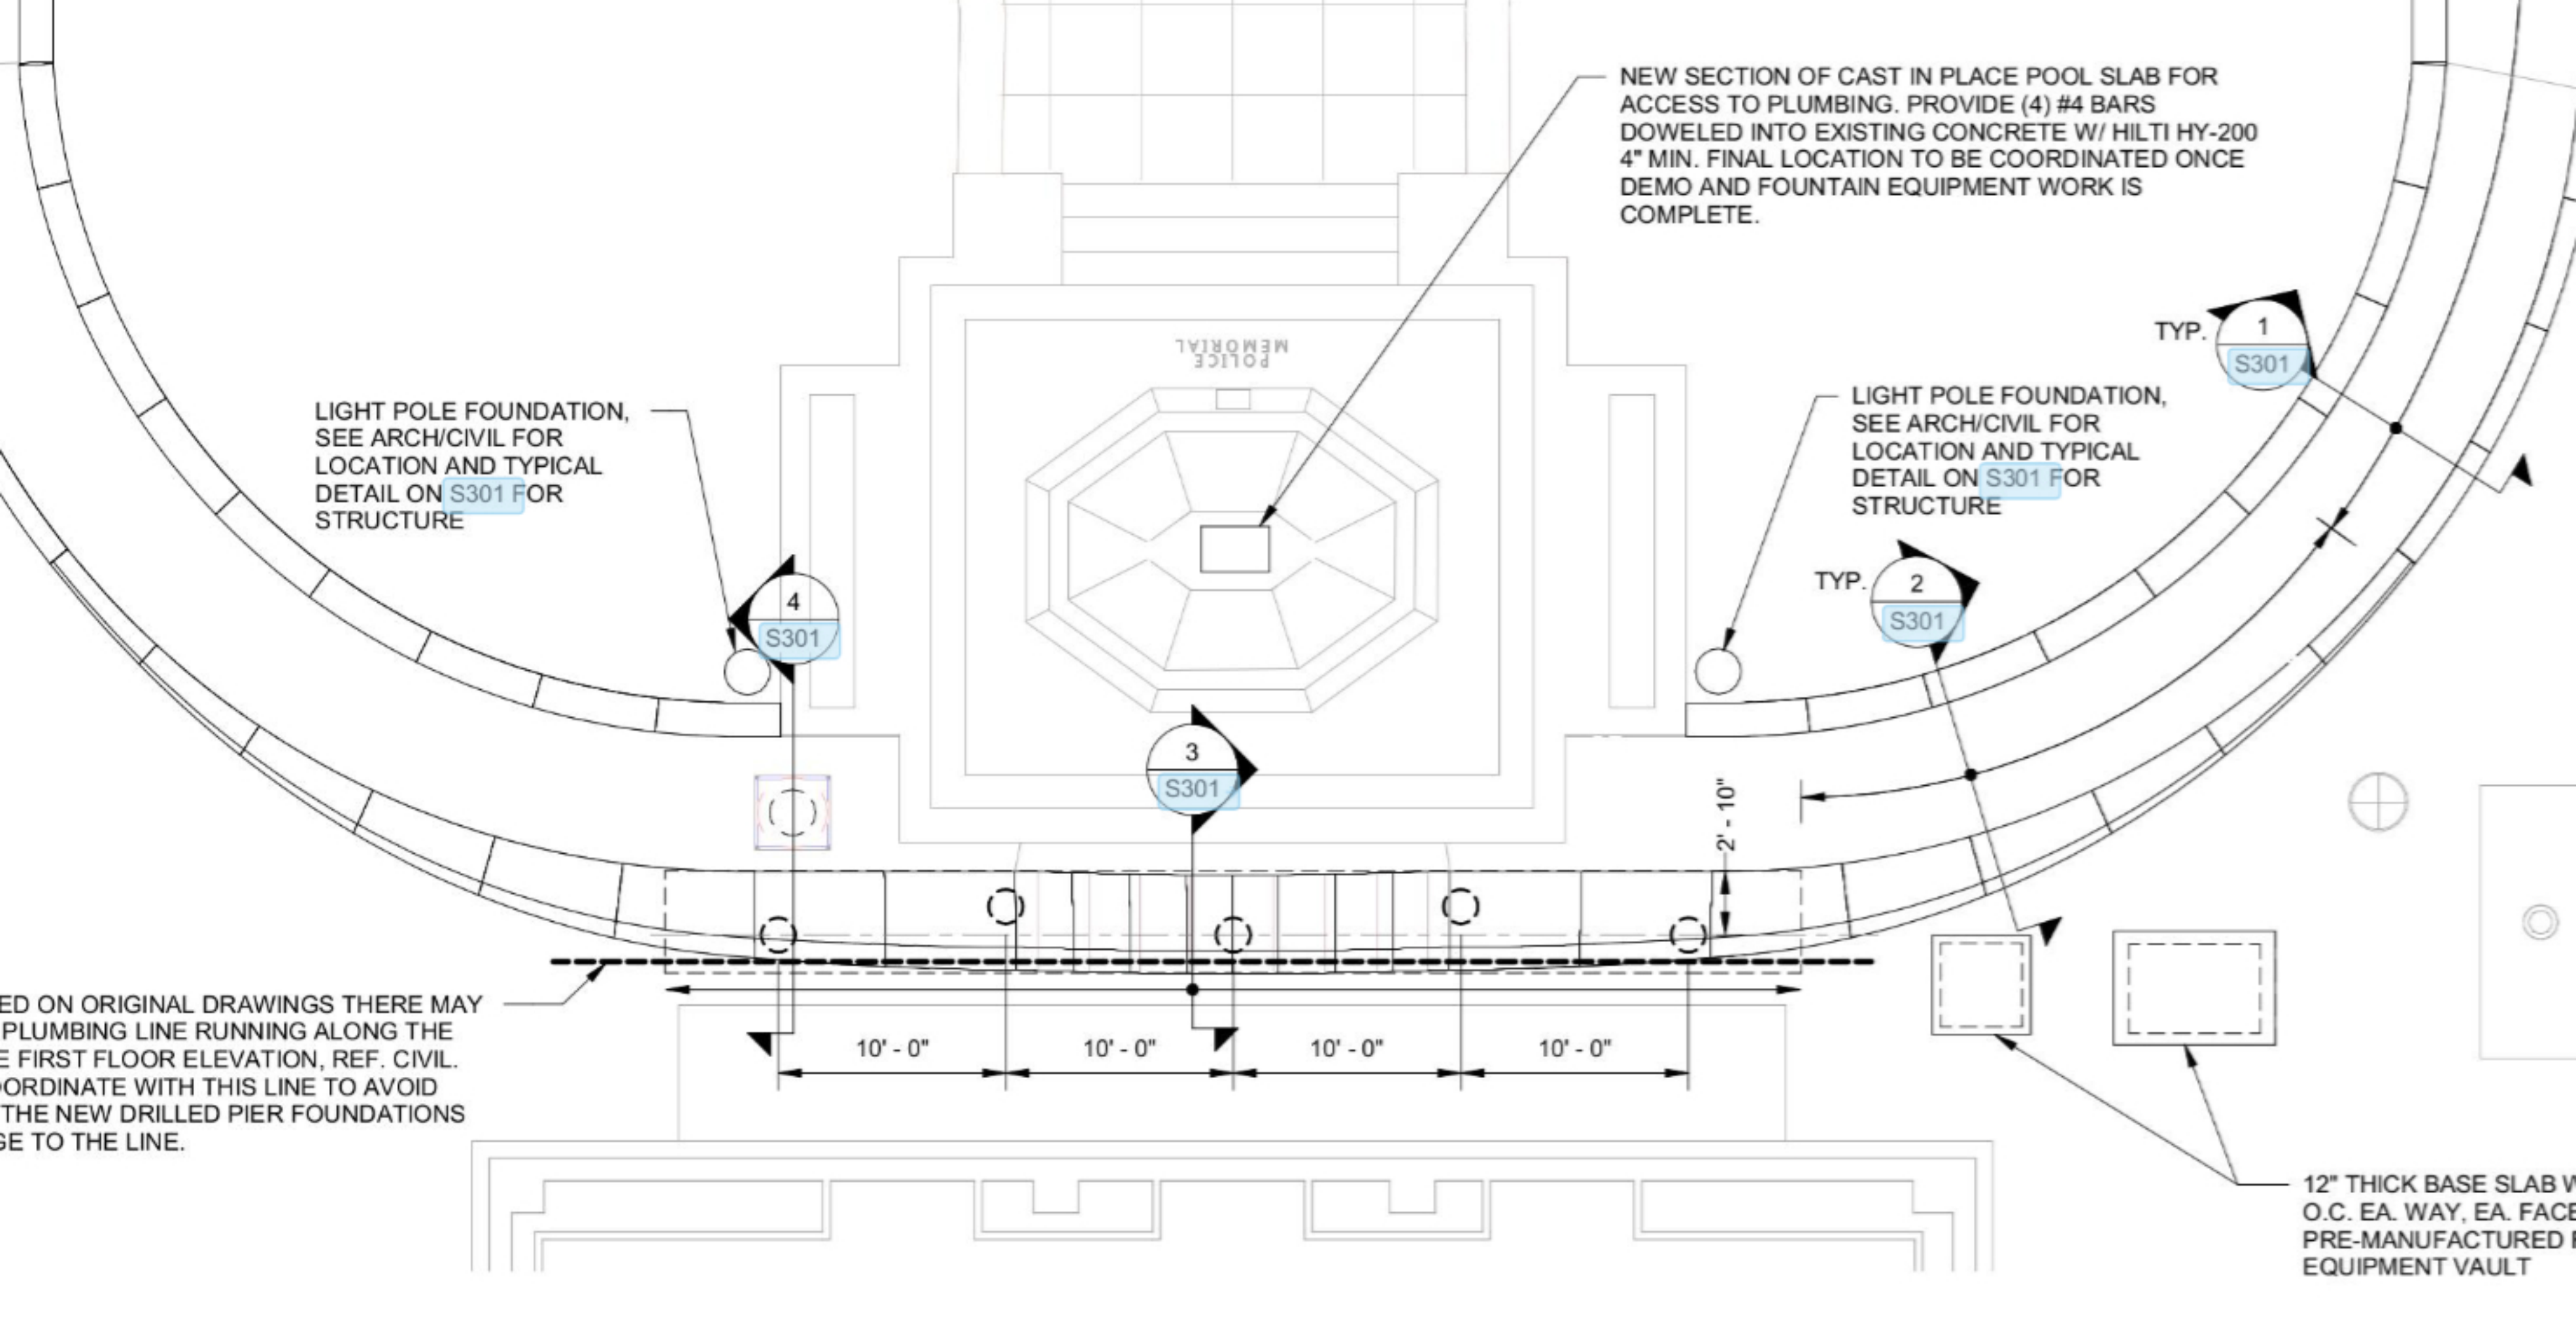 NEW SECTION OF CAST IN PLACE POOL SLAB FOR
ACCESS TO PLUMBING. PROVIDE (4) #4 BARS
DOWELED INTO EXISTING CONCRETE W/ HILTI HY-200
4" MIN. FINAL LOCATION TO BE COORDINATED ONCE
DEMO AND FOUNTAIN EQUIPMENT WORK IS
COMPLETE.
TYP.
1
S301
POLICE
MEMORIAL
LIGHT POLE FOUNDATION,
SEE ARCH/CIVIL FOR
LOCATION AND TYPICAL
DETAIL ON S301 FOR
STRUCTURE
LIGHT POLE FOUNDATION,
SEE ARCH/CIVIL FOR
LOCATION AND TYPICAL
DETAIL ON S301 FOR
STRUCTURE
4
S301
TYP.
2
S301
3
S301
2' - 10"
ED ON ORIGINAL DRAWINGS THERE MAY
PLUMBING LINE RUNNING ALONG THE
E FIRST FLOOR ELEVATION, REF. CIVIL.
OORDINATE WITH THIS LINE TO AVOID
THE NEW DRILLED PIER FOUNDATIONS
GE TO THE LINE.
10' - 0"
10' - 0"
10' - 0"
10' - 0"
12" THICK BASE SLAB W
O.C. EA. WAY, EA. FACE
PRE-MANUFACTURED F
EQUIPMENT VAULT